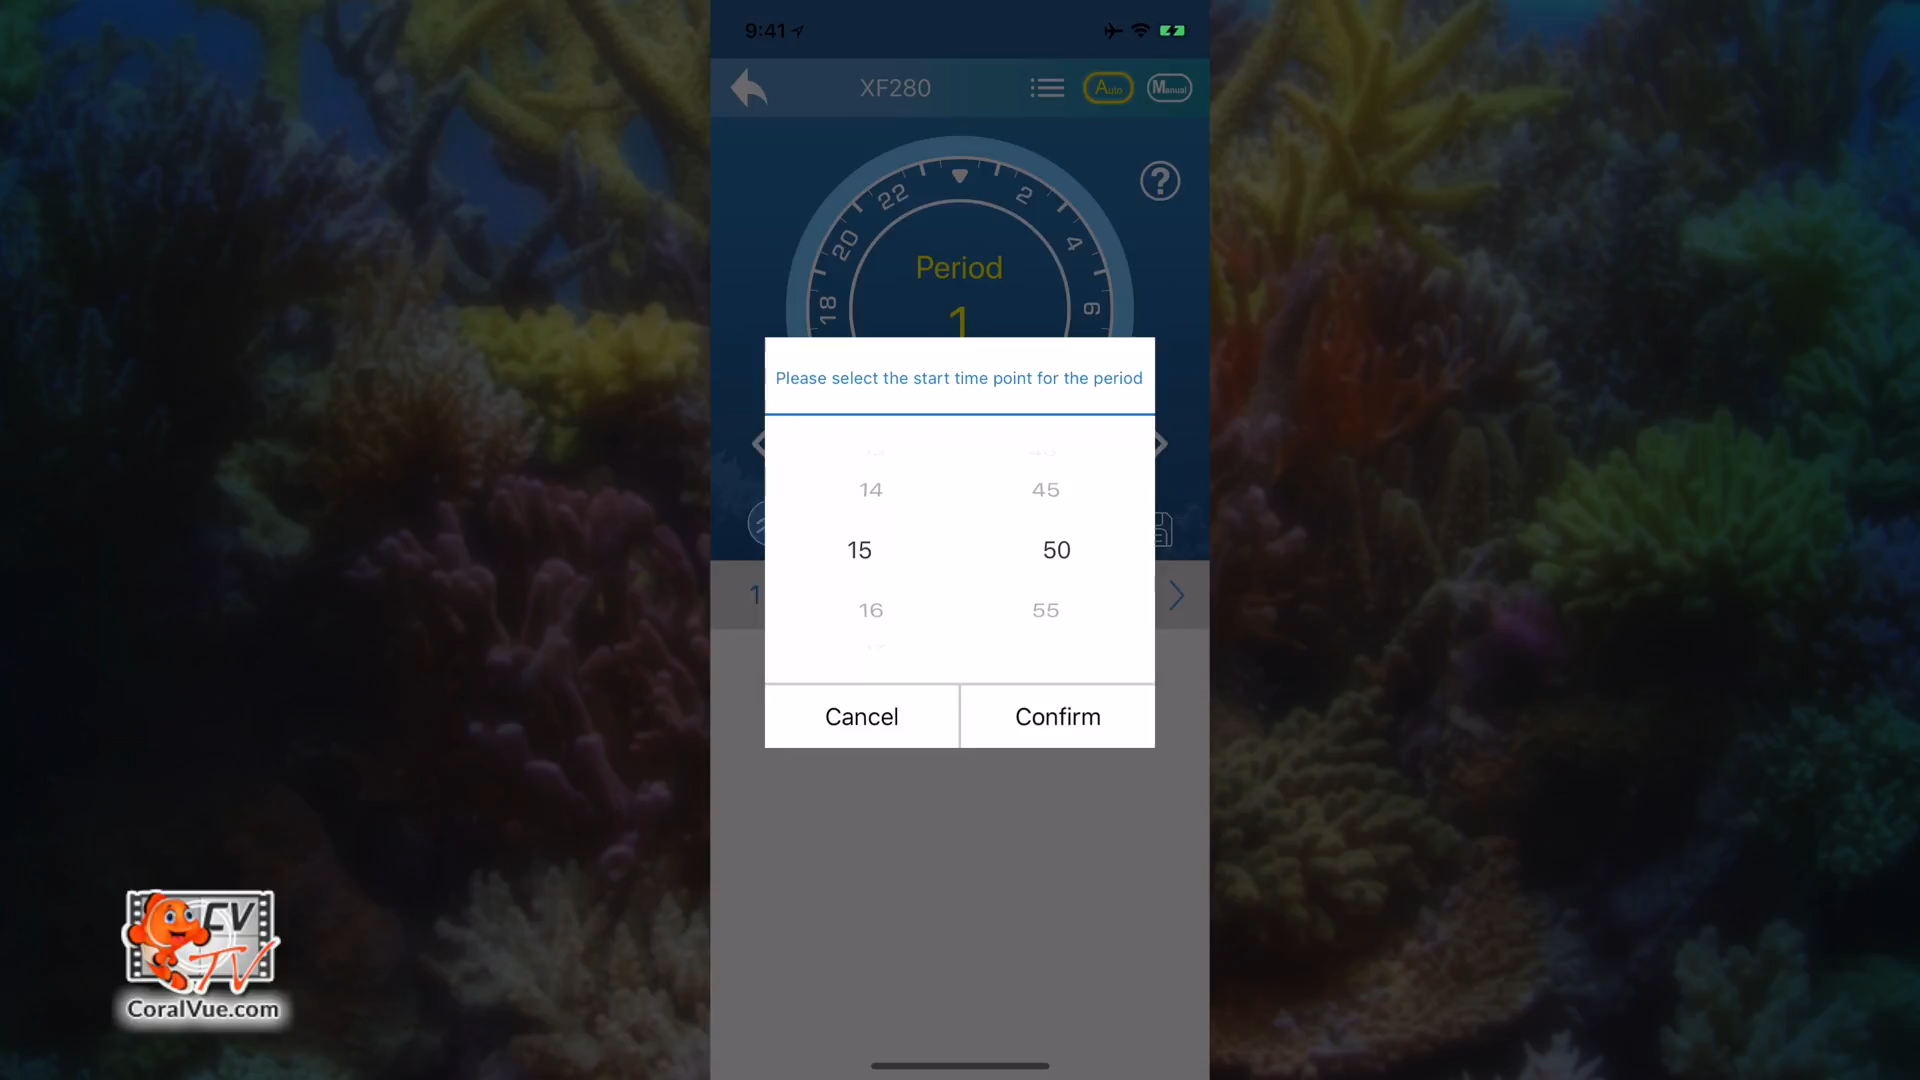 9:41
XF280
Auto
Manual
22
2
20
4
18
6
Period
1
?
Please select the start time point for the period
14 45
15 50
16 55
1
Cancel Confirm
CV
TV
CoralVue.com